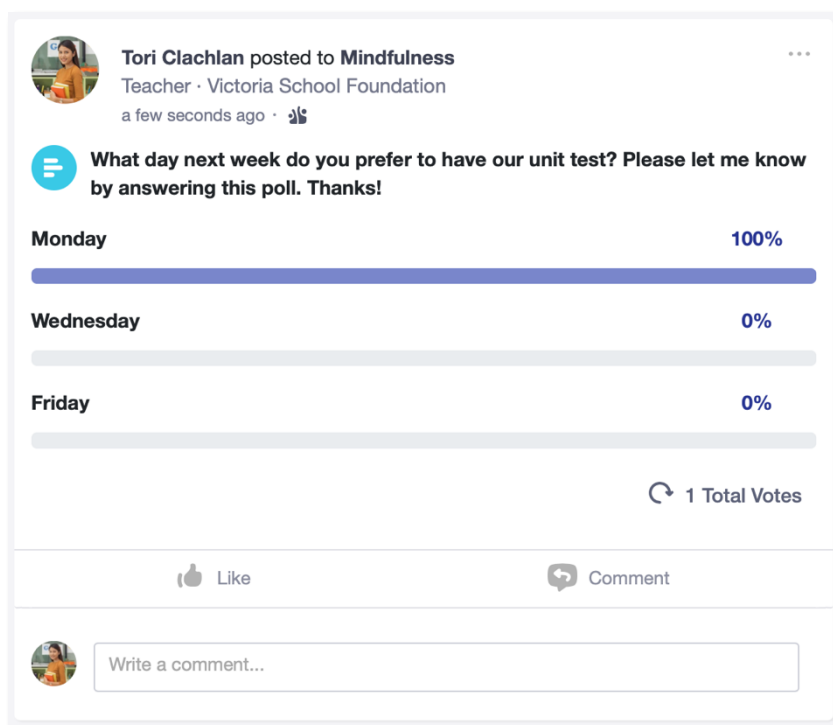 Tori Clachlan posted to Mindfulness
Teacher · Victoria School Foundation
a few seconds ago ·
What day next week do you prefer to have our unit test? Please let me know
by answering this poll. Thanks!
Monday 100%
Wednesday 0%
Friday 0%
1 Total Votes
Like Comment
Write a comment...